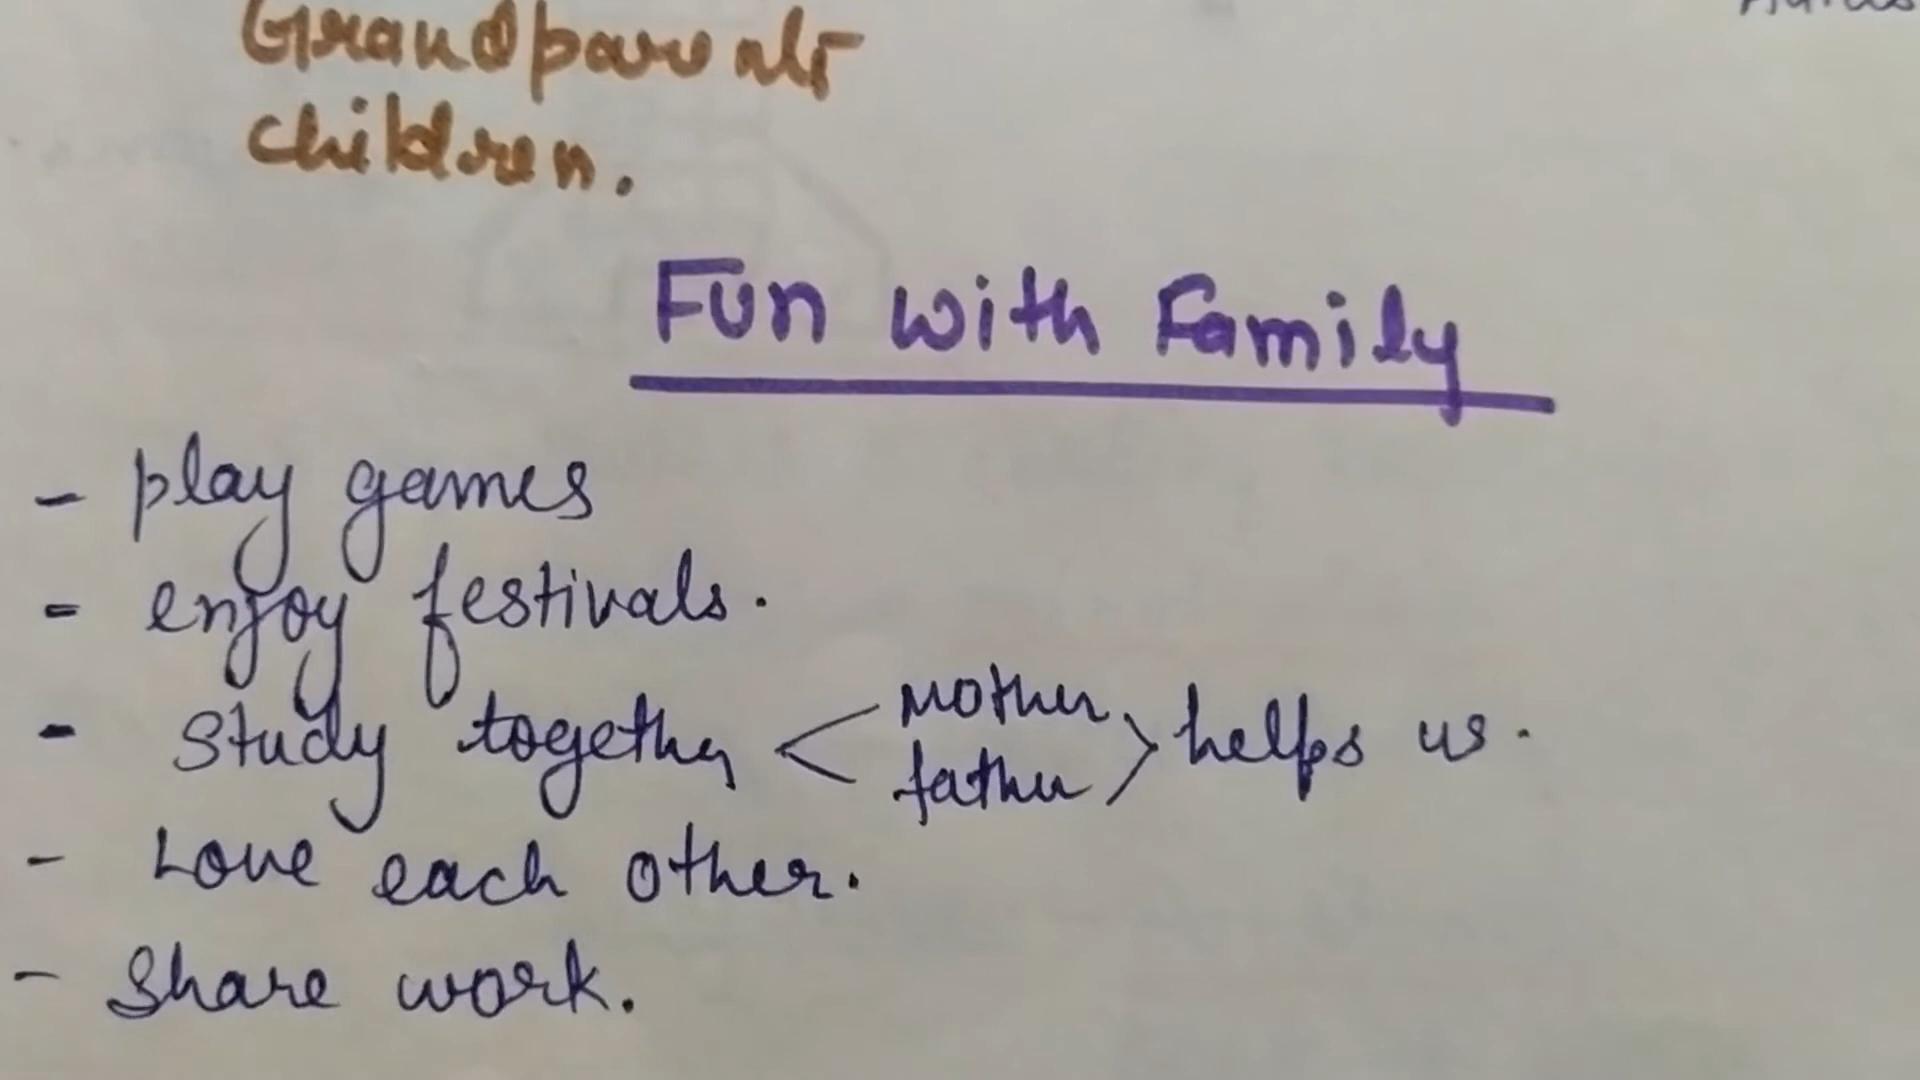 Grandparents
children.
Fun with Family
- play games
- enjoy festivals.
- study together < mother, father > helps us.
- Love each other.
- Share work.